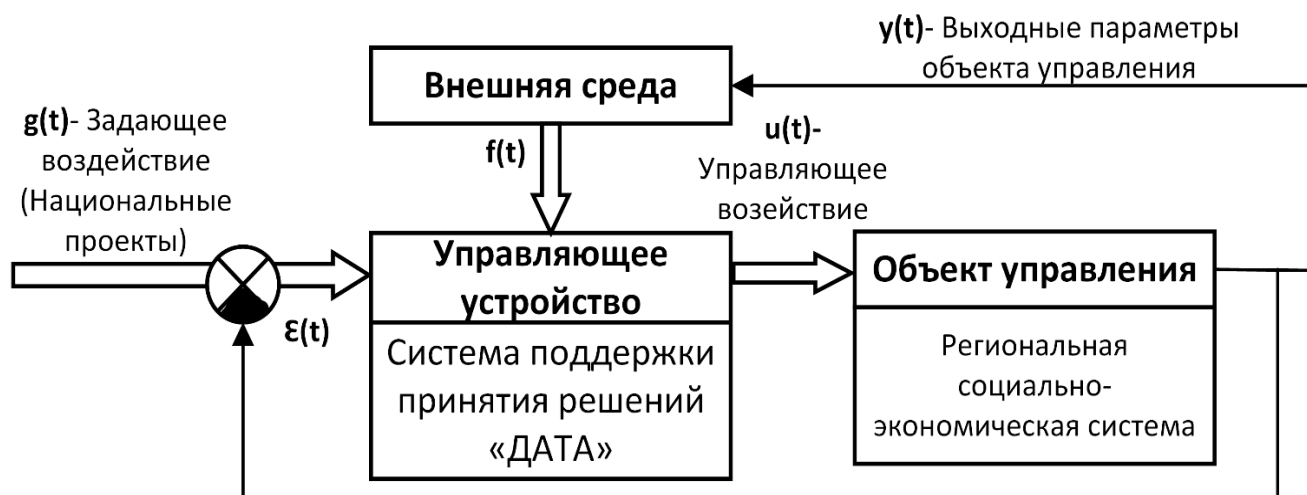 y(t)- Выходные параметры
объекта управления
Внешняя среда
g(t)- Задающее
воздействие
(Национальные
проекты)
f(t)
u(t)-
Управляющее
возействие
Ɛ(t)
Управляющее
устройство
Система поддержки
принятия решений
«ДАТА»
Объект управления
Региональная
социально-
экономическая система